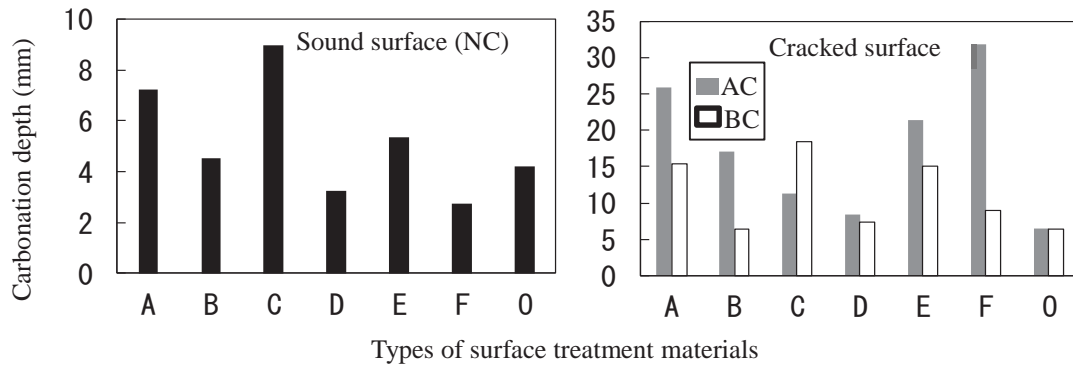 Carbonation depth (mm)
10
8
6
4
2
0
Sound surface (NC)
A B C D E F O
35
30
25
20
15
10
5
0
Cracked surface
AC
BC
A B C D E F O
Types of surface treatment materials